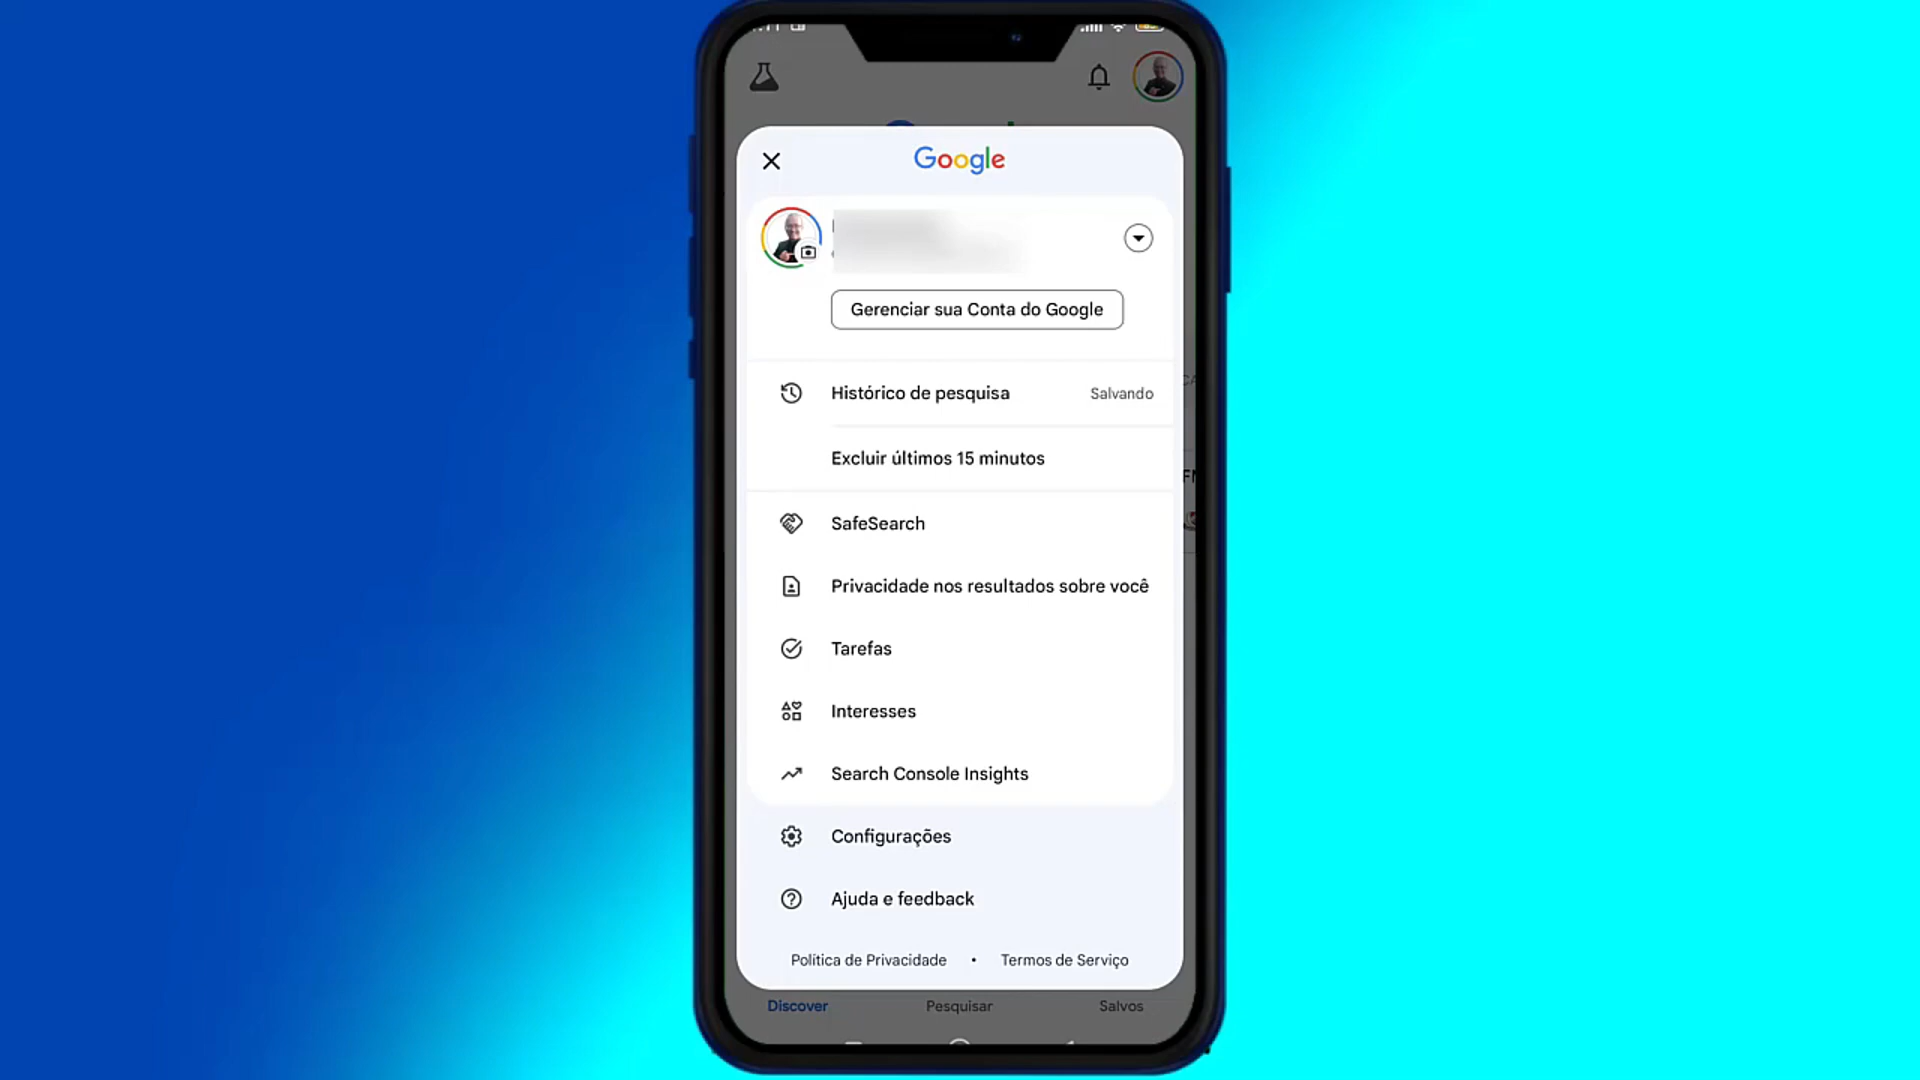 Google
Gerenciar sua Conta do Google
Histórico de pesquisa Salvando
Excluir últimos 15 minutos
SafeSearch
Privacidade nos resultados sobre você
Tarefas
Interesses
Search Console Insights
Configurações
Ajuda e feedback
Política de Privacidade • Termos de Serviço
Discover Pesquisar Salvos